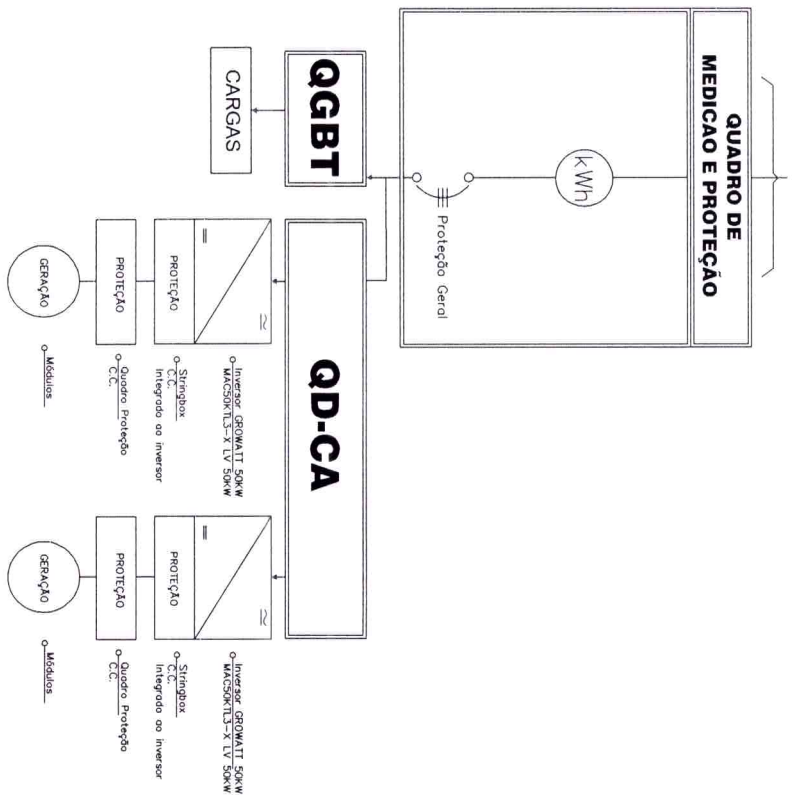 QUADRO DE
MEDICAO E PROTEÇÃO
kWh
Proteção Geral
QGBT
CARGAS
QD-CA
Inversor GROWATT 50KW
MAC50KTL3-X LV 50KW
PROTEÇÃO
Stringbox
C.C.
Integrado ao inversor
PROTEÇÃO
Quadro Proteção
C.C.
GERAÇÃO
Módulos
Inversor GROWATT 50KW
MAC50KTL3-X LV 50KW
PROTEÇÃO
Stringbox
C.C.
Integrado ao inversor
PROTEÇÃO
Quadro Proteção
C.C.
GERAÇÃO
Módulos